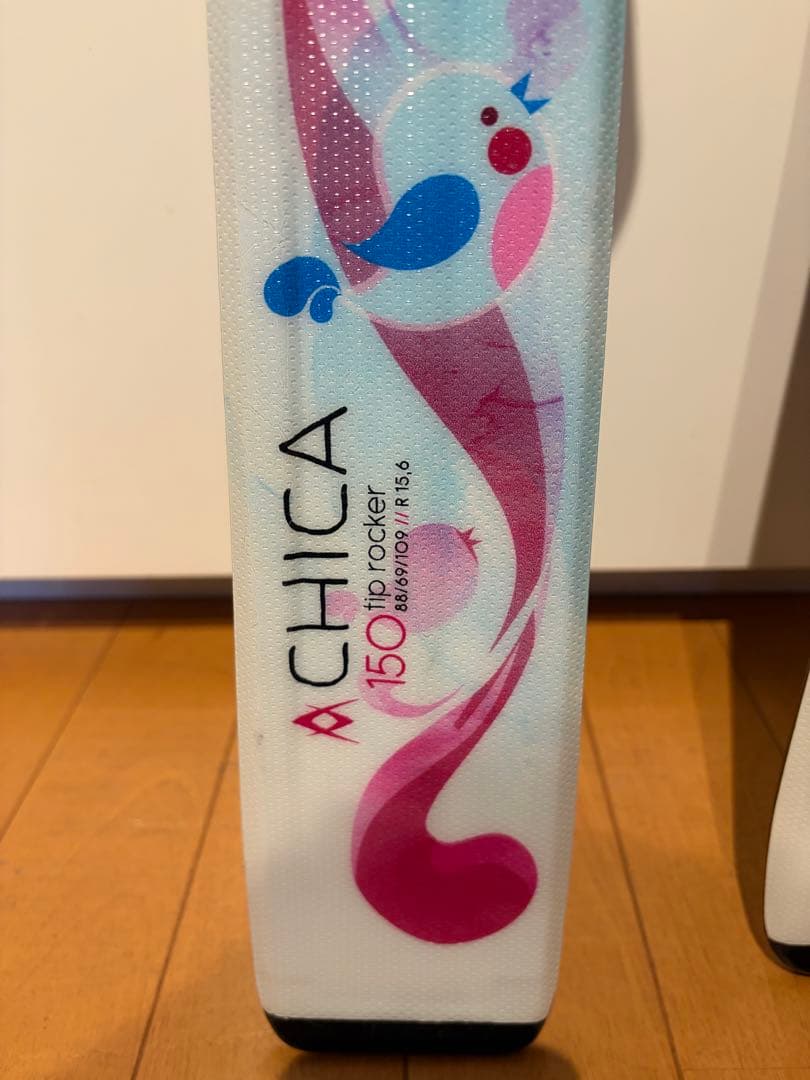 CHICA
150 tip rocker
88/69/109 // R 15,6